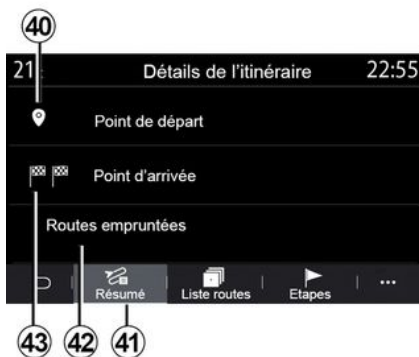 40
21 : Détails de l'itinéraire 22:55
Point de départ
Point d'arrivée
Routes empruntées
Résumé Liste routes Etapes ...
43 42 41